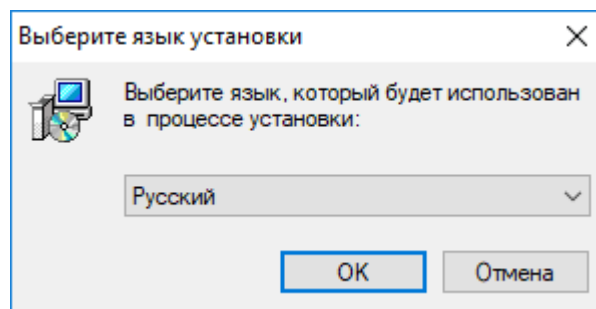 Выберите язык установки
Выберите язык, который будет использован
в процессе установки:
Русский
OK
Отмена